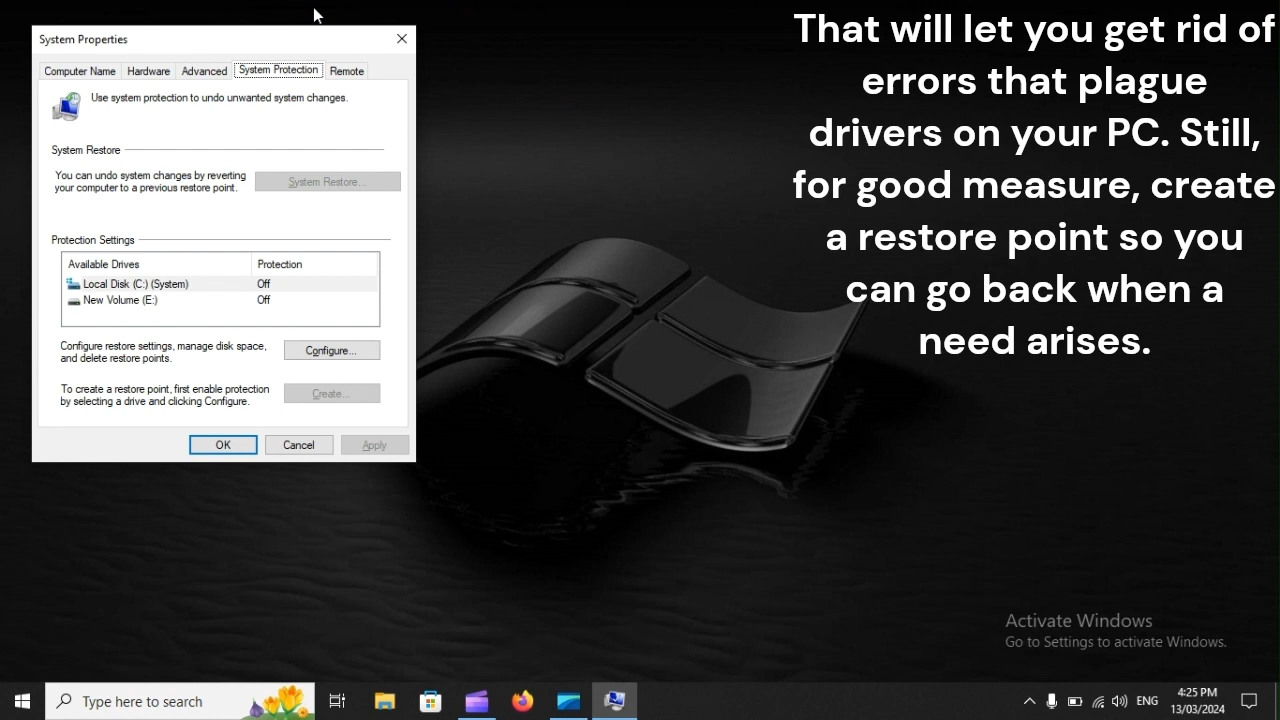 System Properties
Computer Name Hardware Advanced System Protection Remote
Use system protection to undo unwanted system changes.
System Restore
You can undo system changes by reverting
your computer to a previous restore point.
System Restore...
Protection Settings
Available Drives Protection
Local Disk (C:) (System) Off
New Volume (E:) Off
Configure restore settings, manage disk space,
and delete restore points.
Configure...
To create a restore point, first enable protection
by selecting a drive and clicking Configure.
Create...
OK Cancel Apply
That will let you get rid of
errors that plague
drivers on your PC. Still,
for good measure, create
a restore point so you
can go back when a
need arises.
Activate Windows
Go to Settings to activate Windows.
Type here to search
ENG
4:25 PM
13/03/2024